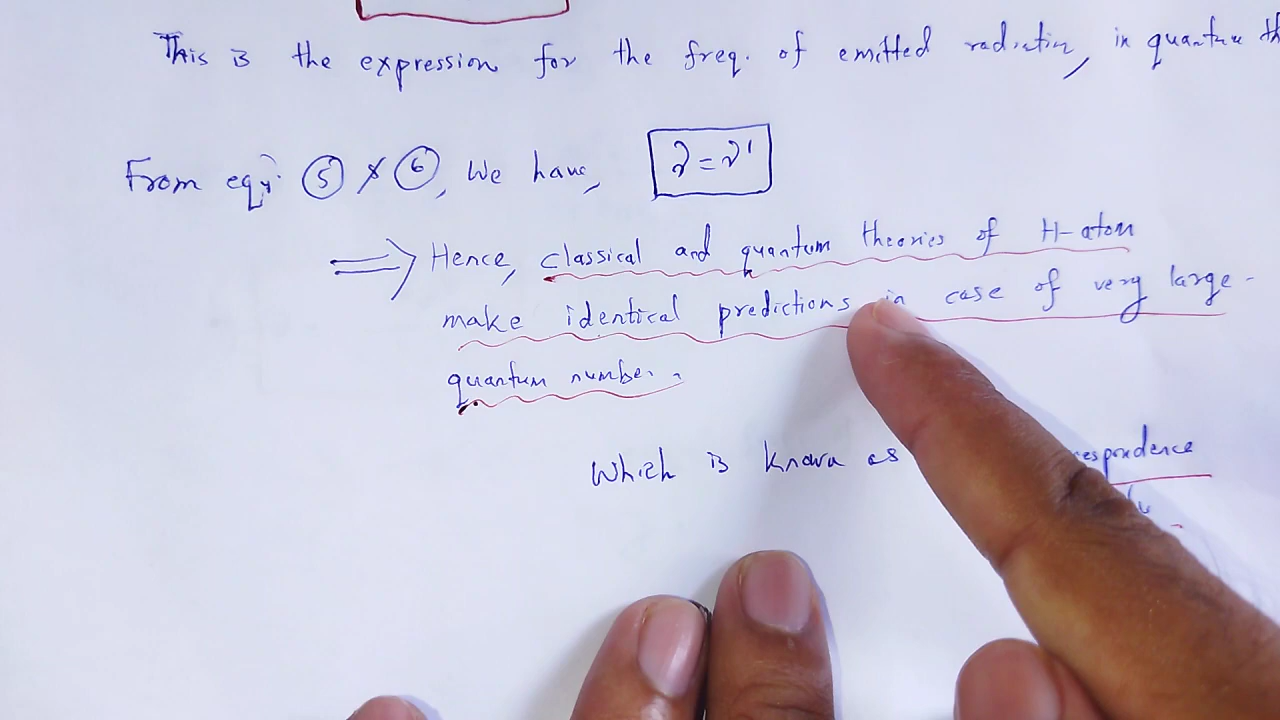 This is the expression for the freq. of emitted radiation, in quantum th
From eqn. 5 & 6, We have, ν = ν'
⟹ Hence, classical and quantum theories of H-atom
make identical predictions in case of very large
quantum number.
Which is known as respondence